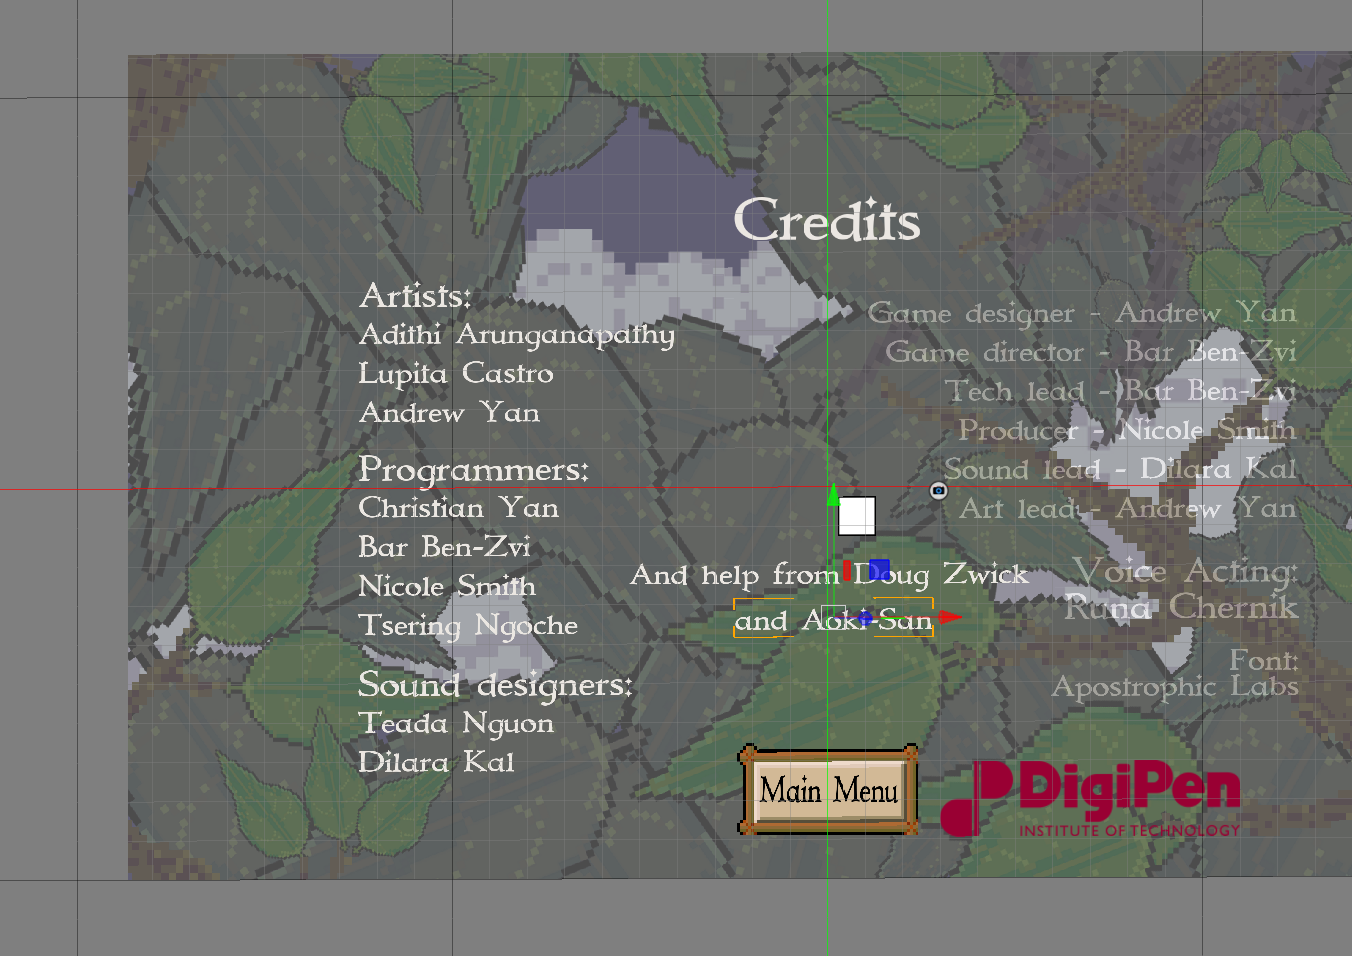 Credits
Artists:
Adithi Arunganapathy
Lupita Castro
Andrew Yan
Programmers:
Christian Yan
Bar Ben-Zvi
Nicole Smith
Tsering Ngoche
Sound designers:
Teada Nguon
Dilara Kal
Game designer - Andrew Yan
Game director - Bar Ben-Zvi
Tech lead - Bar Ben-Zvi
Producer - Nicole Smith
Sound lead - Dilara Kal
Art lead - Andrew Yan
And help from Doug Zwick
and Aoki-San
Voice Acting:
Runa Chernik
Font:
Apostrophic Labs
Main Menu
DigiPen
INSTITUTE OF TECHNOLOGY